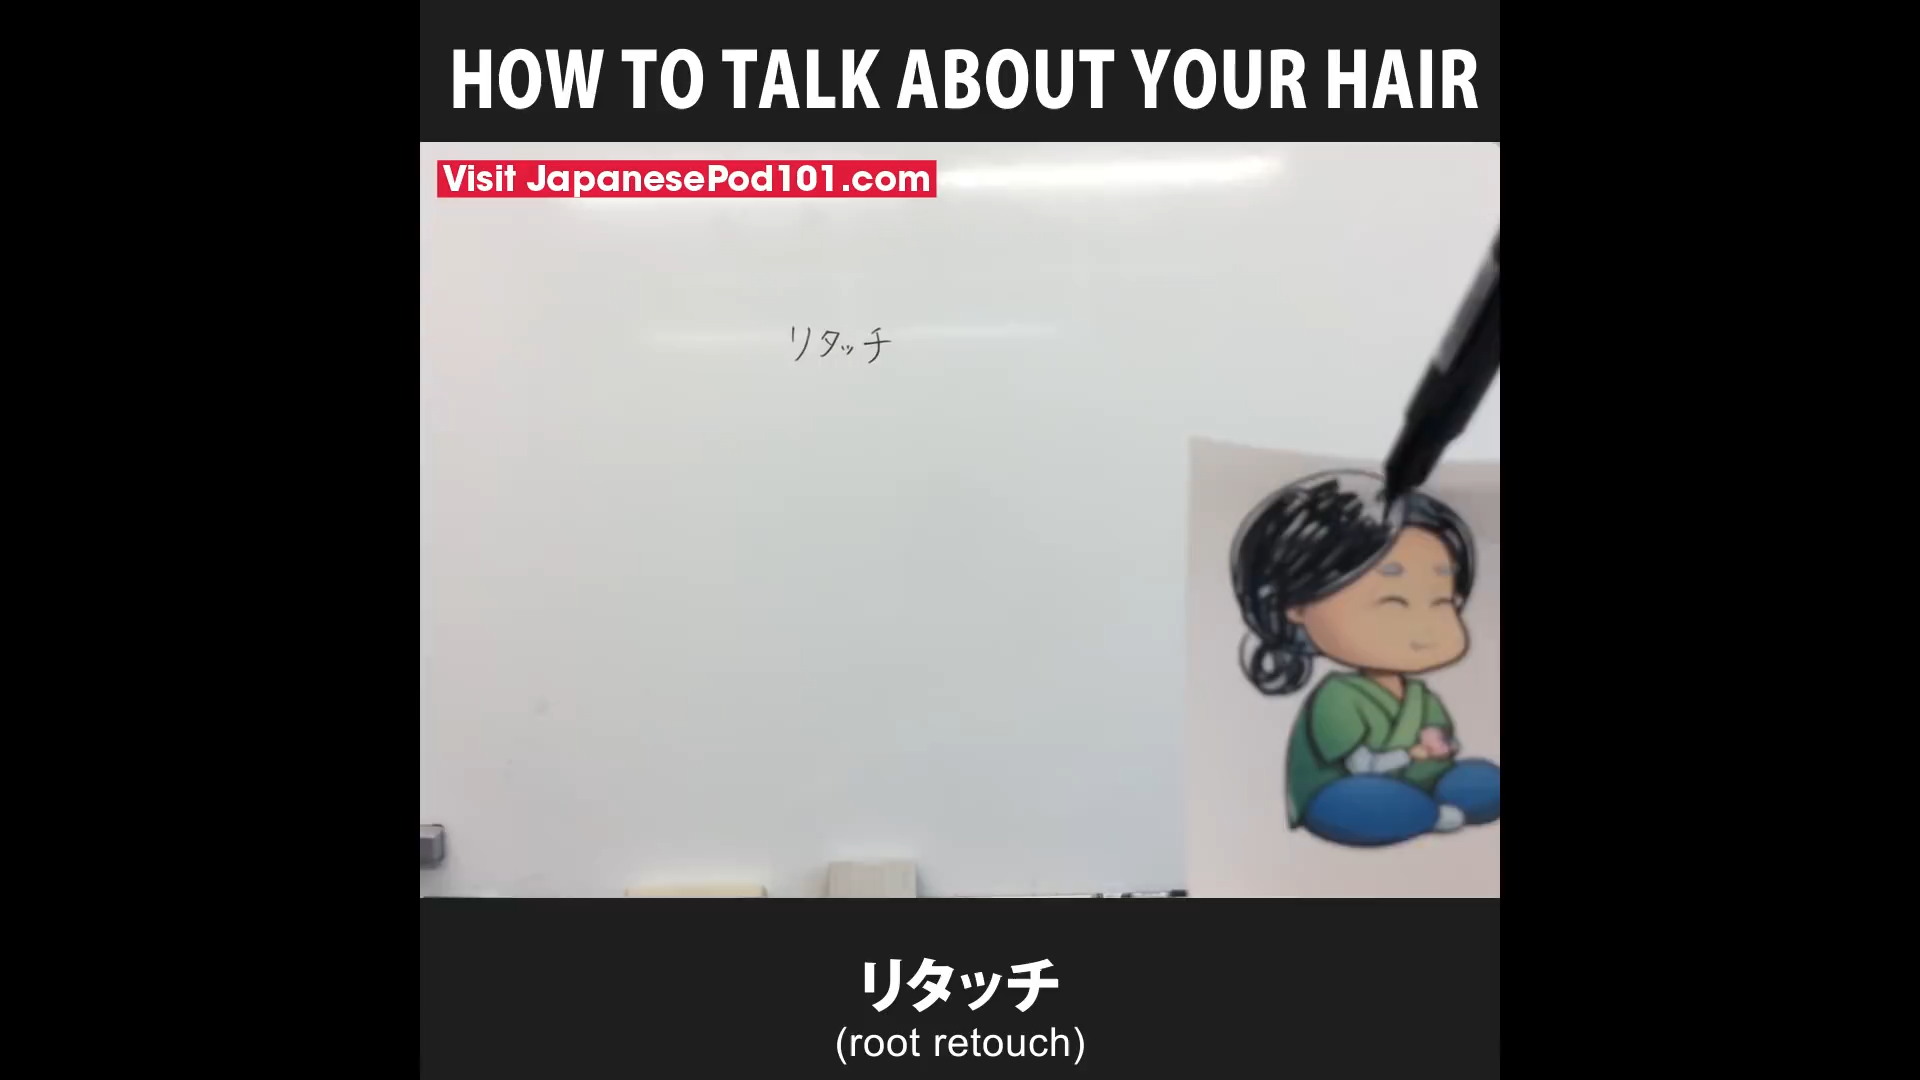 HOW TO TALK ABOUT YOUR HAIR
Visit JapanesePod101.com
リタッチ
リタッチ
(root retouch)